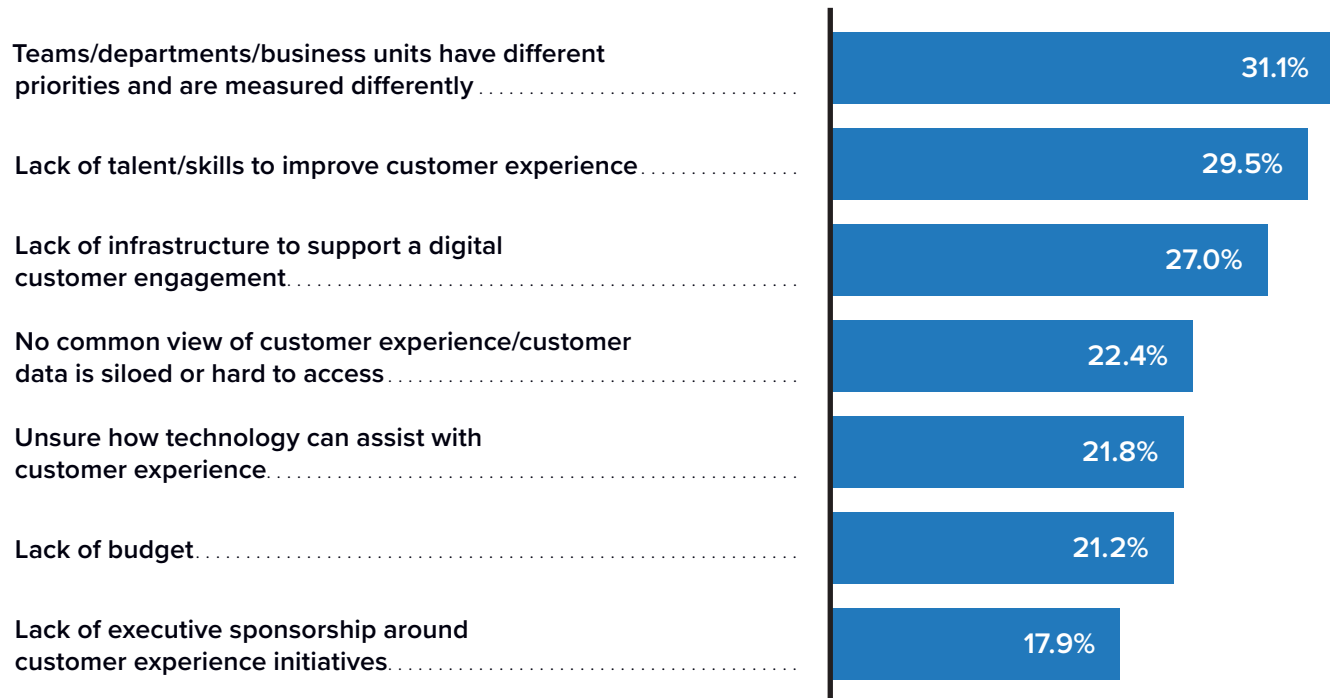 Teams/departments/business units have different
priorities and are measured differently 31.1%
Lack of talent/skills to improve customer experience 29.5%
Lack of infrastructure to support a digital
customer engagement 27.0%
No common view of customer experience/customer
data is siloed or hard to access 22.4%
Unsure how technology can assist with
customer experience 21.8%
Lack of budget 21.2%
Lack of executive sponsorship around
customer experience initiatives 17.9%